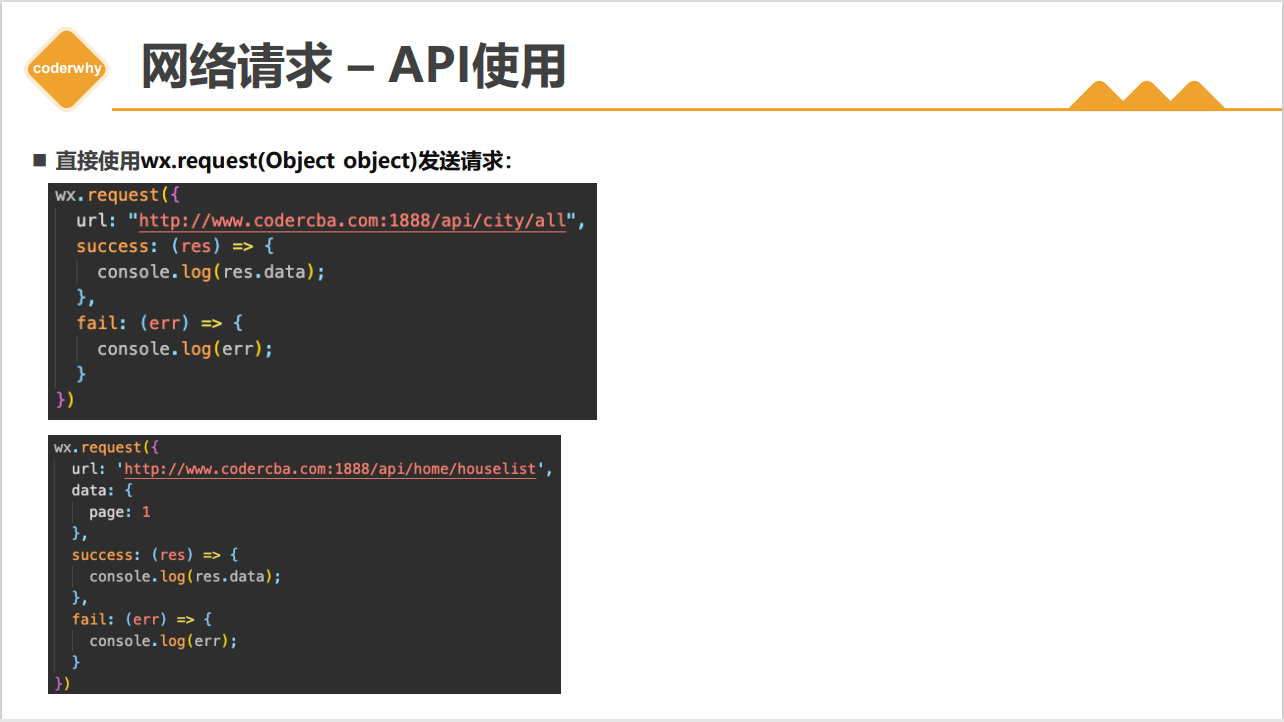 coderwhy
网络请求 – API使用
直接使用wx.request(Object object)发送请求：
wx.request({
  url: "http://www.codercba.com:1888/api/city/all",
  success: (res) => {
    console.log(res.data);
  },
  fail: (err) => {
    console.log(err);
  }
})
wx.request({
  url: 'http://www.codercba.com:1888/api/home/houselist',
  data: {
    page: 1
  },
  success: (res) => {
    console.log(res.data);
  },
  fail: (err) => {
    console.log(err);
  }
})